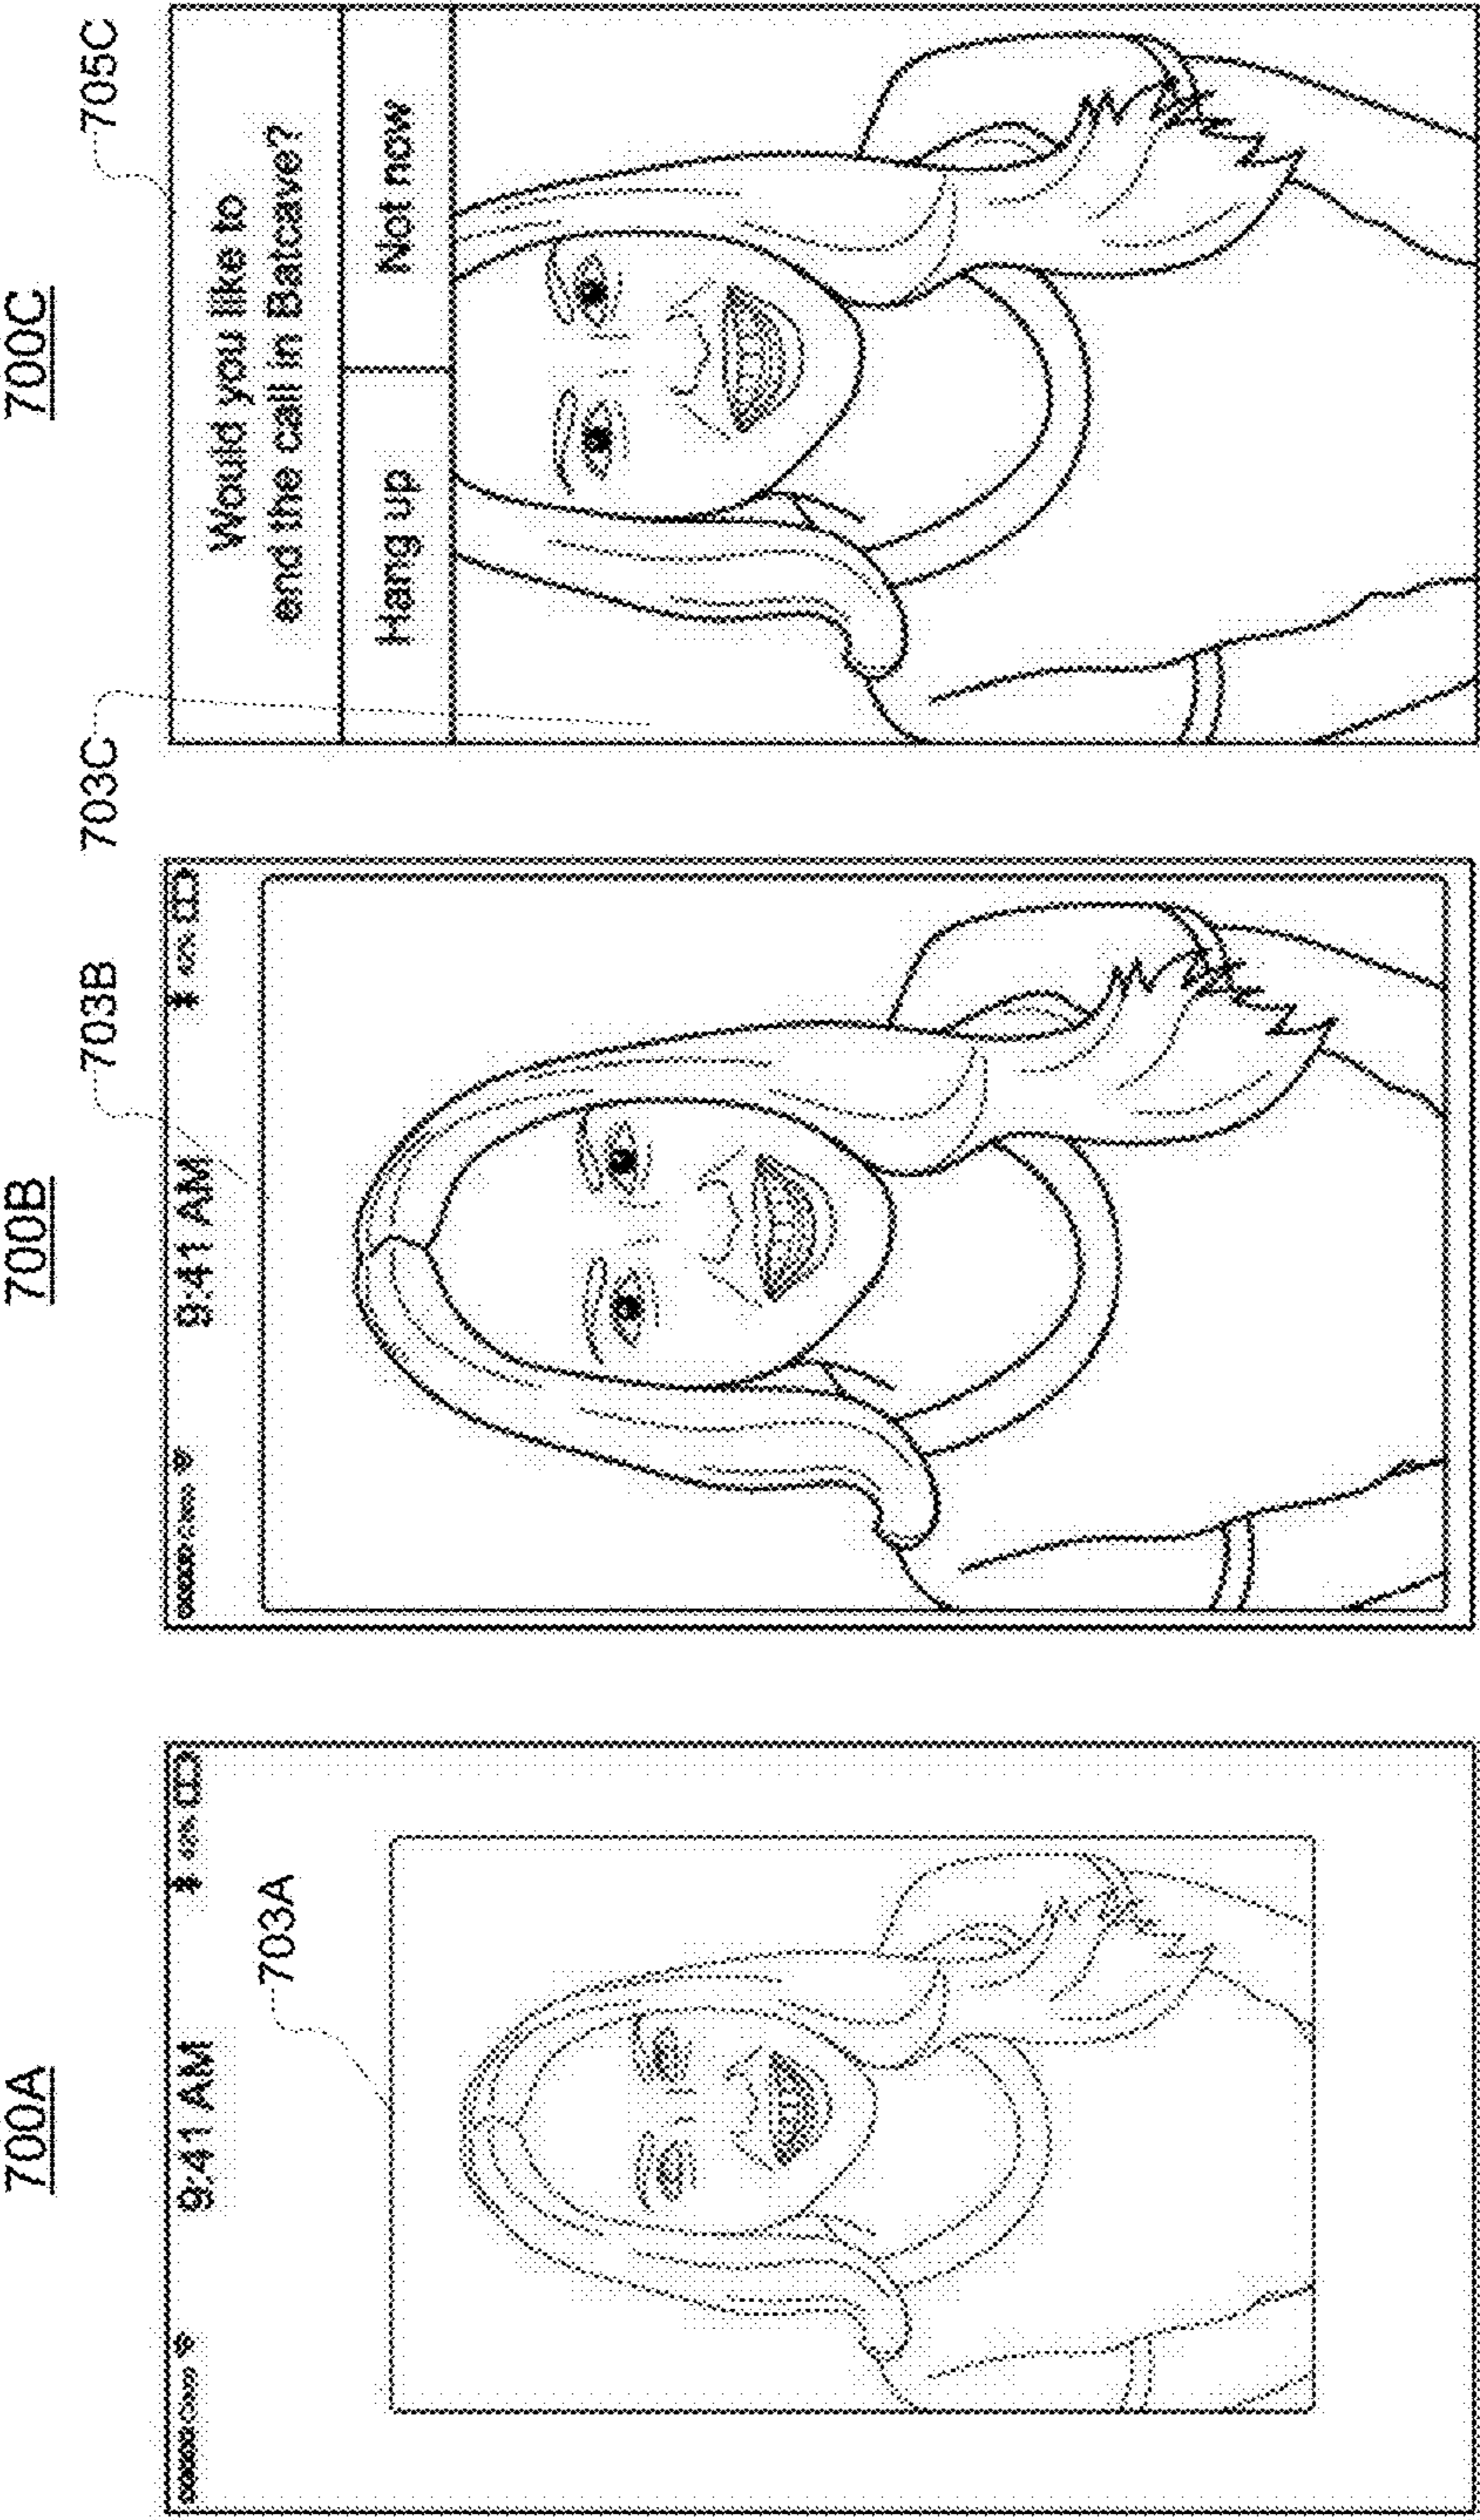 700A
9:41 AM
703A
700B
703B
9:41 AM
700C
703C
705C
Would you like to
end the call in Batcave?
Hang up
Not now